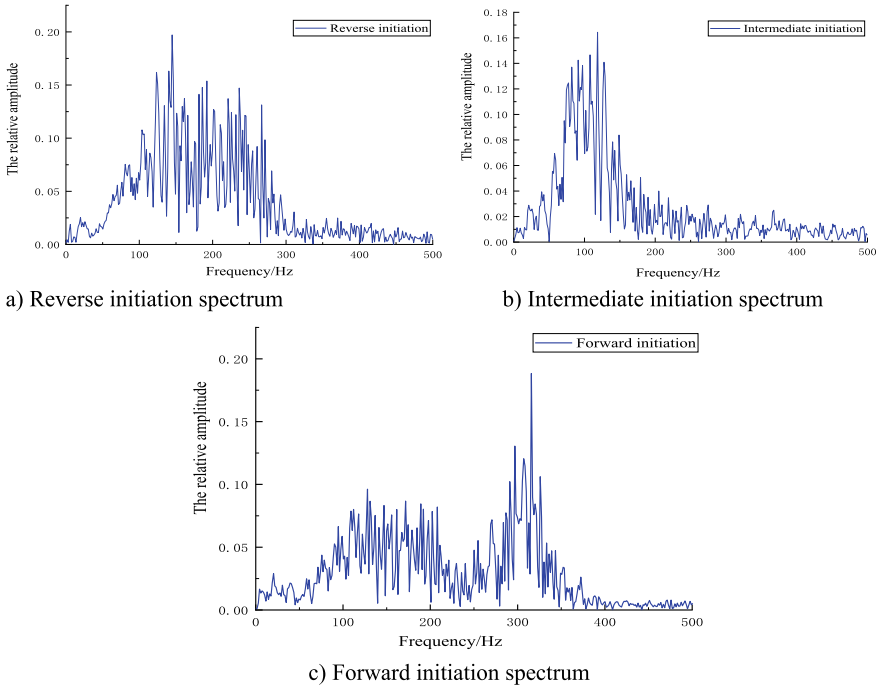 Reverse initiation
The relative amplitude
0.20
0.15
0.10
0.05
0.00
0 100 200 300 400 500
Frequency/Hz
a) Reverse initiation spectrum
Intermediate initiation
The relative amplitude
0.18
0.16
0.14
0.12
0.10
0.08
0.06
0.04
0.02
0.00
0 100 200 300 400 500
Frequency/Hz
b) Intermediate initiation spectrum
Forward initiation
The relative amplitude
0.20
0.15
0.10
0.05
0.00
0 100 200 300 400 500
Frequency/Hz
c) Forward initiation spectrum